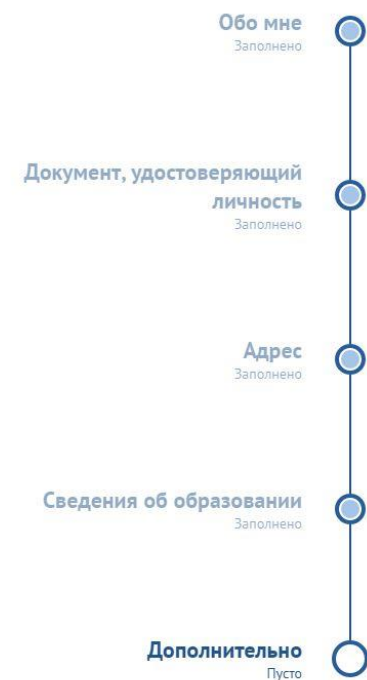 Обо мне
Заполнено
Документ, удостоверяющий
личность
Заполнено
Адрес
Заполнено
Сведения об образовании
Заполнено
Дополнительно
Пусто